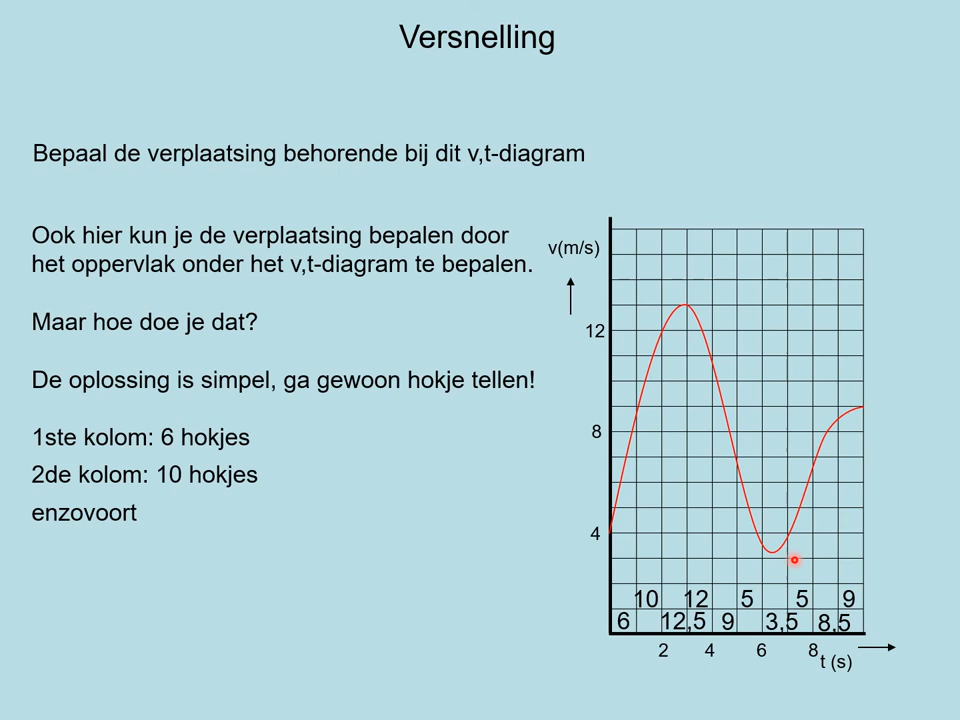 Versnelling
Bepaal de verplaatsing behorende bij dit v,t-diagram
Ook hier kun je de verplaatsing bepalen door
het oppervlak onder het v,t-diagram te bepalen.
Maar hoe doe je dat?
De oplossing is simpel, ga gewoon hokje tellen!
1ste kolom: 6 hokjes
2de kolom: 10 hokjes
enzovoort
v(m/s)
12
8
4
10 12 5 5 9
6 12,5 9 3,5 8,5
2 4 6 8
t (s)